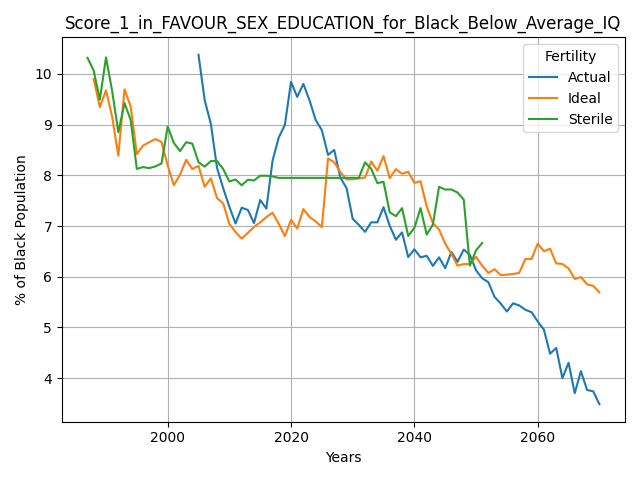 Score_1_in_FAVOUR_SEX_EDUCATION_for_Black_Below_Average_IQ
Fertility
Actual
Ideal
Sterile
% of Black Population
10
9
8
7
6
5
4
2000 2020 2040 2060
Years